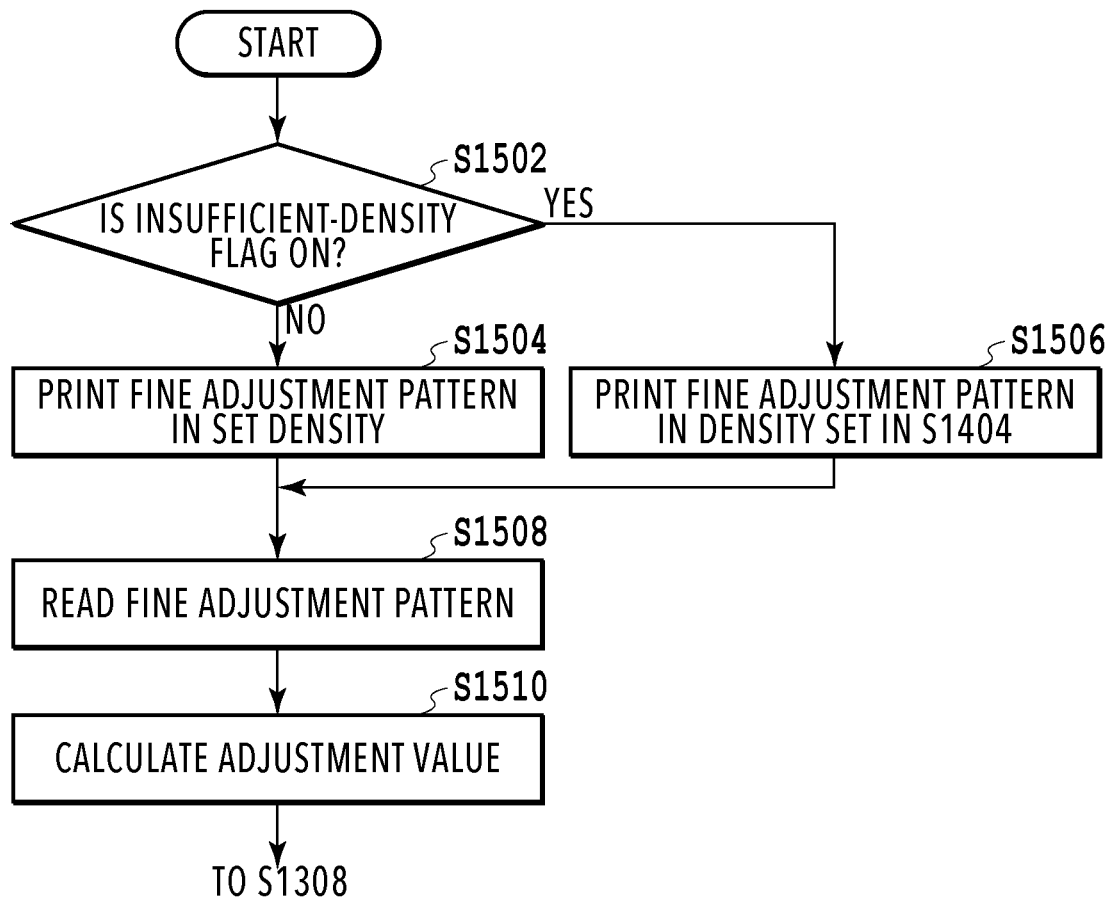 START
S1502
IS INSUFFICIENT-DENSITY
FLAG ON?
YES
NO
S1504
PRINT FINE ADJUSTMENT PATTERN
IN SET DENSITY
S1506
PRINT FINE ADJUSTMENT PATTERN
IN DENSITY SET IN S1404
S1508
READ FINE ADJUSTMENT PATTERN
S1510
CALCULATE ADJUSTMENT VALUE
TO S1308